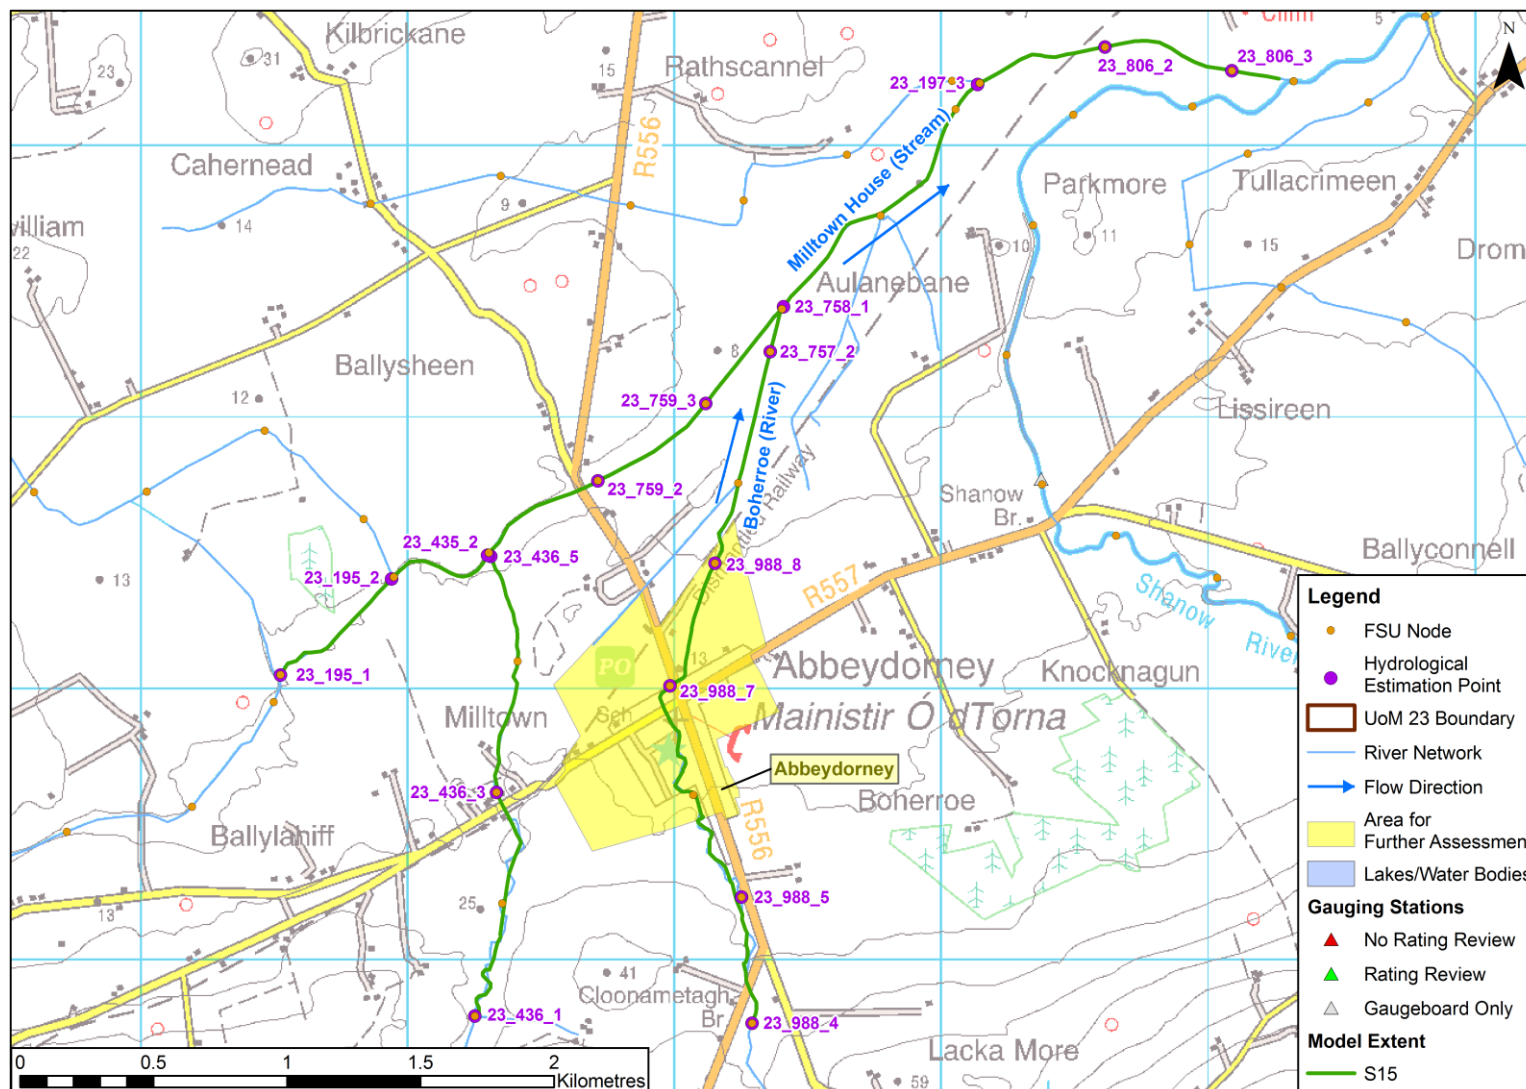 Kilbrickane
31
23
15
Rathscannel
Clifin
5
N
23_806_2
23_806_3
23_197_3
R556
Cahernead
Milltown House (Stream)
Parkmore
Tullacrimeen
9
14
william
22
10
11
15
Drom
Aulanebane
23_758_1
Ballysheen
8
23_757_2
12
23_759_3
Boherroe (River)
Lissireen
23_759_2
Dismantled Railway
Shanow
Br.
23_435_2
23_436_5
Ballyconnell
23_195_2
13
23_988_8
R557
Shanow
River
13
Abbeydorney
Knocknagun
PO
23_195_1
23_988_7
Milltown
Sch
Mainistir Ó dTorna
Abbeydorney
23_436_3
Boherroe
Ballylahiff
R556
13
25
23_988_5
41
Cloonametagh
Br
23_436_1
23_988_4
Lacka More
59
0 0.5 1 1.5 2
Kilometres
Legend
FSU Node
Hydrological
Estimation Point
UoM 23 Boundary
River Network
Flow Direction
Area for
Further Assessmen
Lakes/Water Bodies
Gauging Stations
No Rating Review
Rating Review
Gaugeboard Only
Model Extent
S15